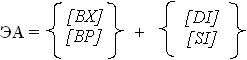 ЭА = { [BX] [BP] } + { [DI] [SI] }